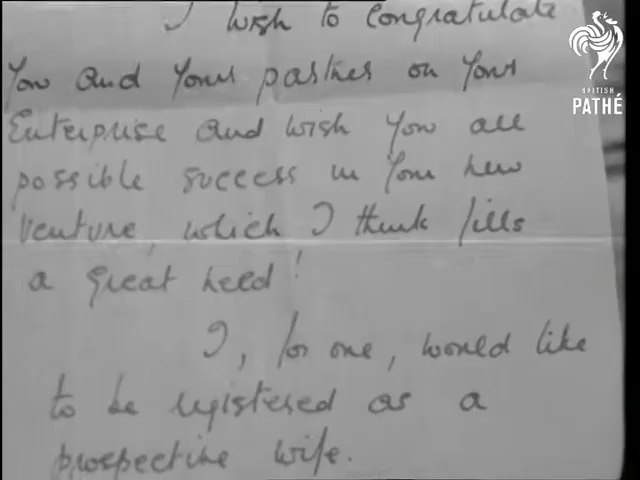 I wish to congratulate
You and Your partner on Your
Enterprise and wish You all
possible success in Your new
venture, which I think fills
a great need!
I, for one, would like
to be registered as a
prospective wife.
BRITISH
PATHÉ